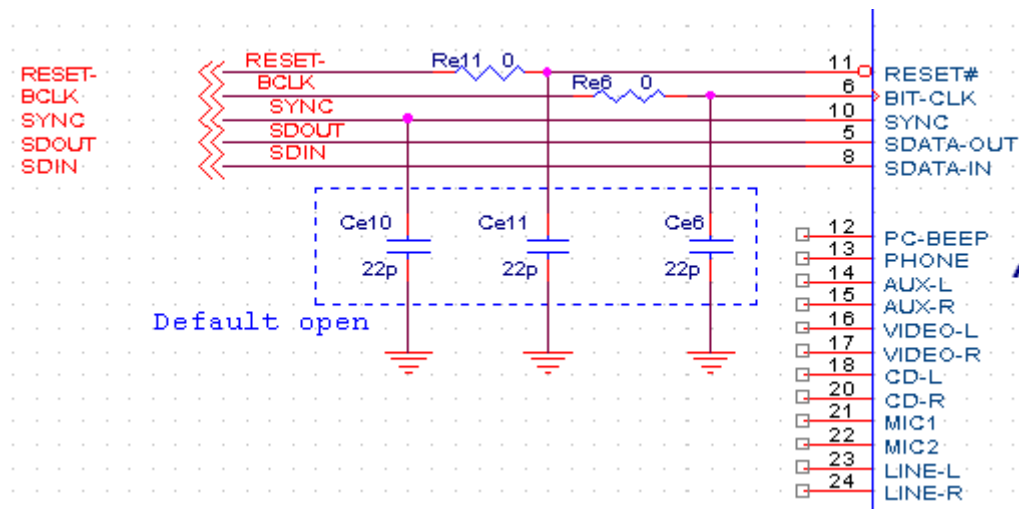 RESET- RESET- Re11 0 11 RESET#
BCLK BCLK Re6 0 6 BIT-CLK
SYNC SYNC 10 SYNC
SDOUT SDOUT 5 SDATA-OUT
SDIN SDIN 8 SDATA-IN
Ce10 Ce11 Ce6
22p 22p 22p
Default open
12 PC-BEEP
13 PHONE
14 AUX-L
15 AUX-R
16 VIDEO-L
17 VIDEO-R
18 CD-L
20 CD-R
21 MIC1
22 MIC2
23 LINE-L
24 LINE-R